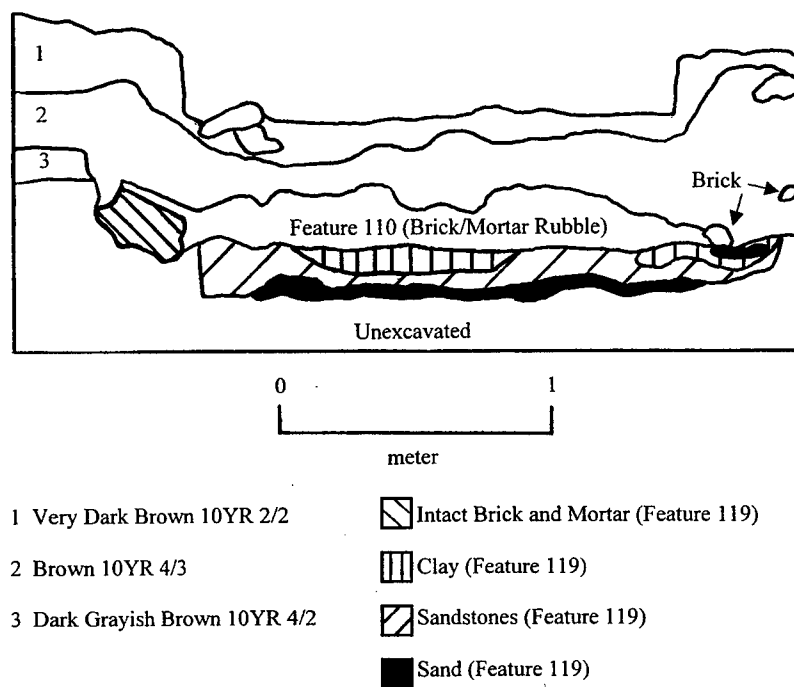 1
2
3
Brick
Feature 110 (Brick/Mortar Rubble)
Unexcavated
0 1
meter
1 Very Dark Brown 10YR 2/2
2 Brown 10YR 4/3
3 Dark Grayish Brown 10YR 4/2
Intact Brick and Mortar (Feature 119)
Clay (Feature 119)
Sandstones (Feature 119)
Sand (Feature 119)